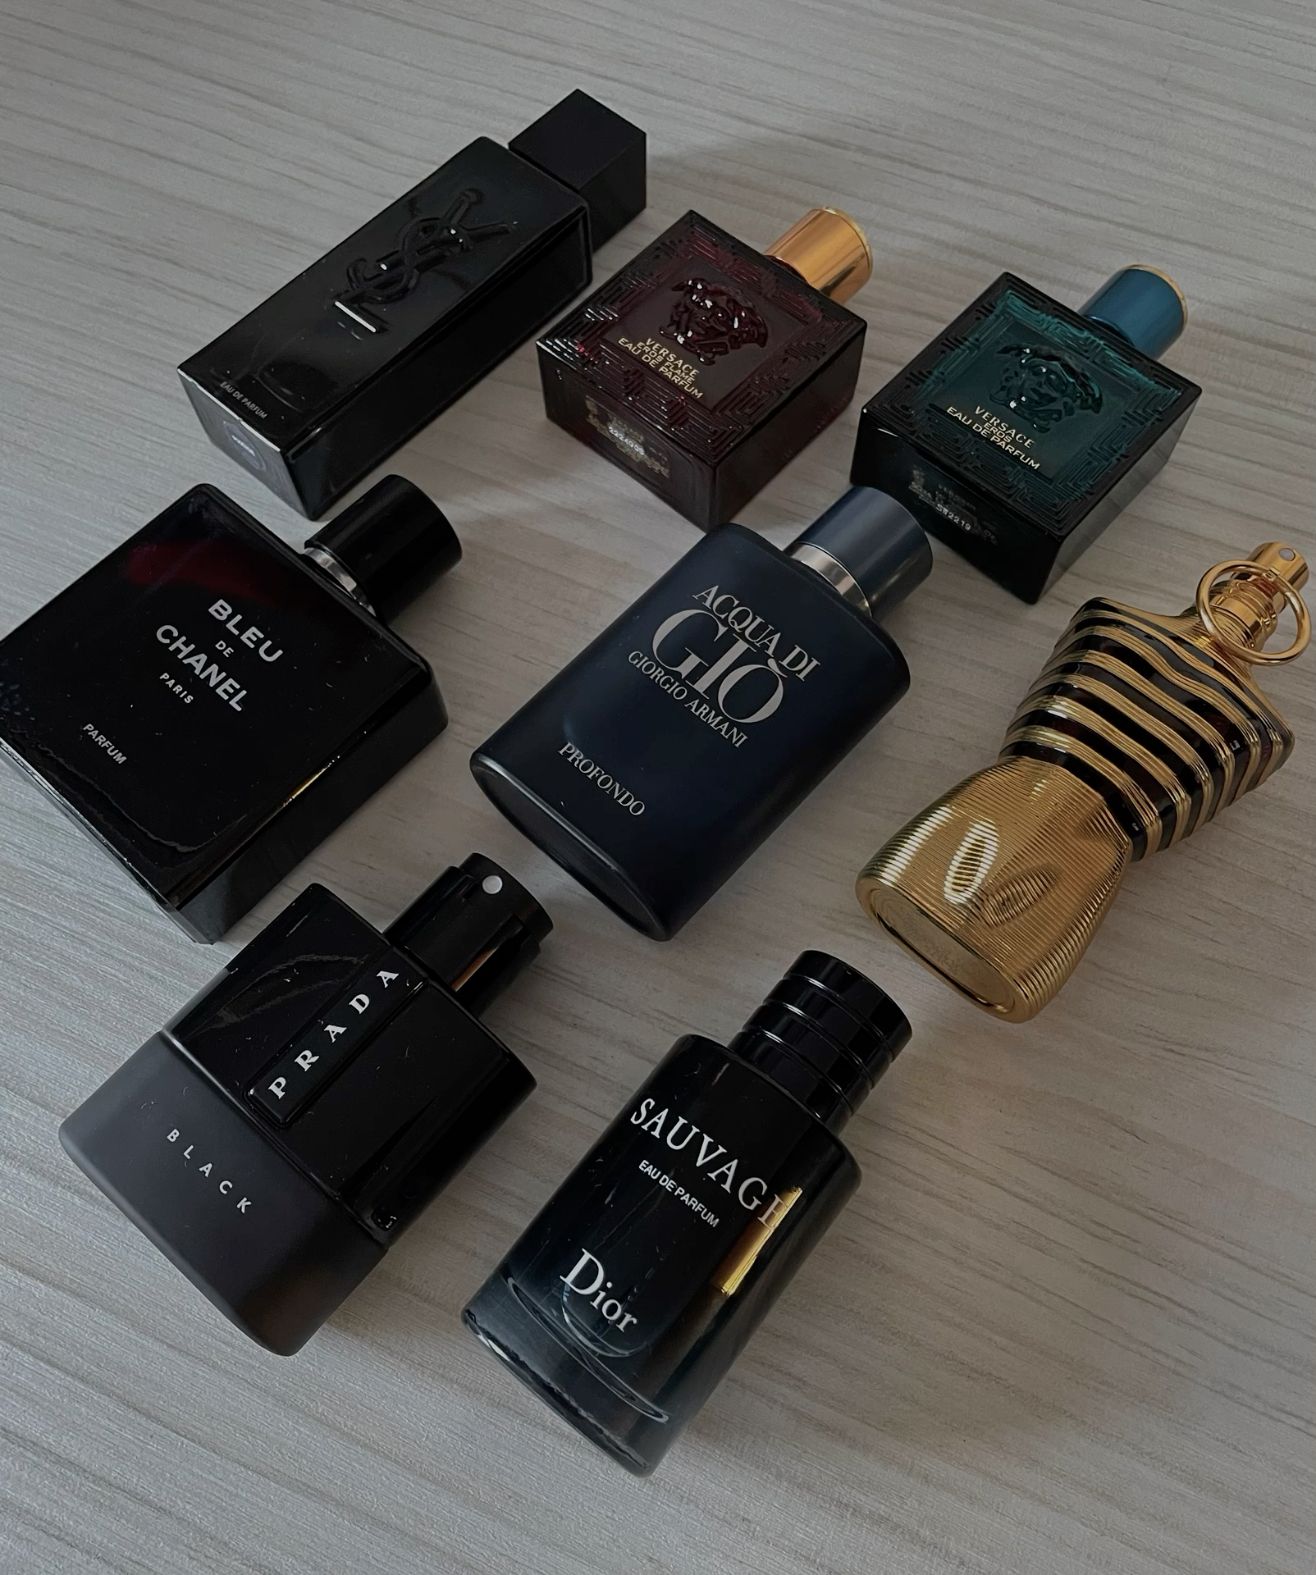 YSL
EAU DE PARFUM
VERSACE
EROS FLAME
EAU DE PARFUM
VERSACE
EROS
EAU DE PARFUM
BLEU
DE
CHANEL
PARIS
PARFUM
ACQUA DI
GIÒ
GIORGIO ARMANI
PROFONDO
PRADA
BLACK
SAUVAGE
EAU DE PARFUM
Dior